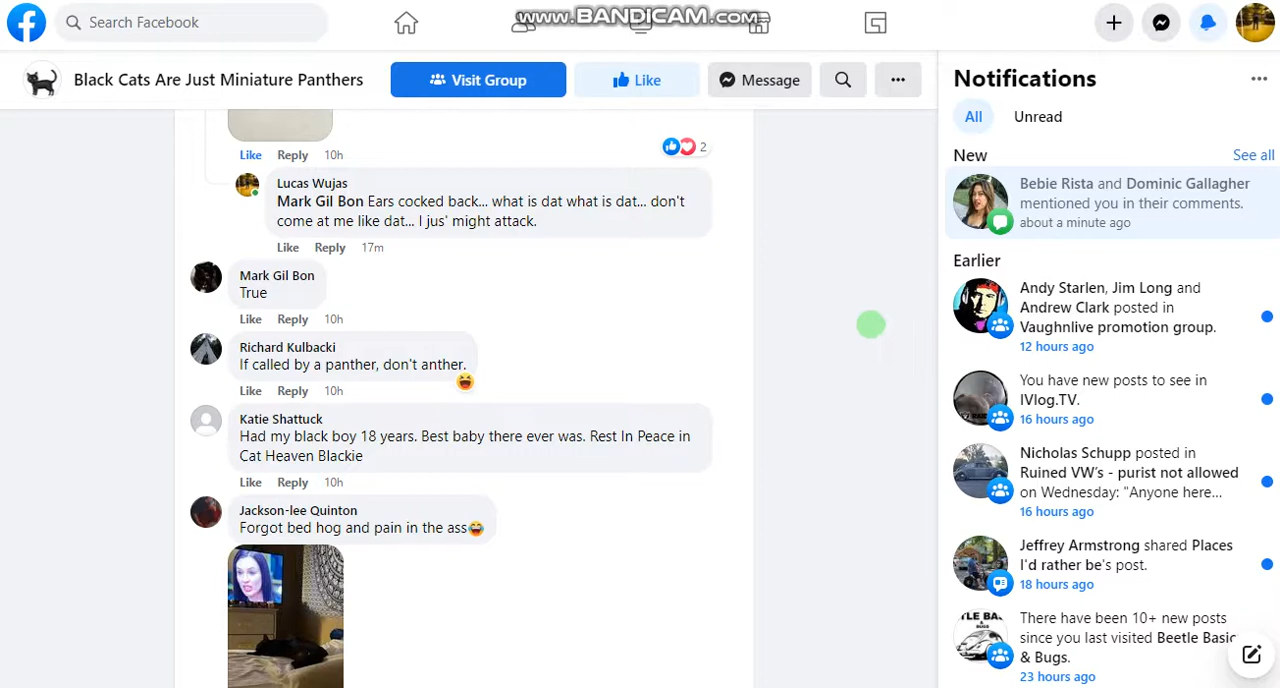 Search Facebook
www.BANDICAM.com
Black Cats Are Just Miniature Panthers
Visit Group
Like
Message
Like Reply 10h
2
Lucas Wujas
Mark Gil Bon Ears cocked back... what is dat what is dat... don't
come at me like dat... I jus' might attack.
Like Reply 17m
Mark Gil Bon
True
Like Reply 10h
Richard Kulbacki
If called by a panther, don't anther.
Like Reply 10h
Katie Shattuck
Had my black boy 18 years. Best baby there ever was. Rest In Peace in
Cat Heaven Blackie
Like Reply 10h
Jackson-lee Quinton
Forgot bed hog and pain in the ass😂
Notifications
All Unread
New See all
Bebie Rista and Dominic Gallagher
mentioned you in their comments.
about a minute ago
Earlier
Andy Starlen, Jim Long and
Andrew Clark posted in
Vaughnlive promotion group.
12 hours ago
You have new posts to see in
IVlog.TV.
16 hours ago
Nicholas Schupp posted in
Ruined VW's - purist not allowed
on Wednesday: "Anyone here...
16 hours ago
Jeffrey Armstrong shared Places
I'd rather be's post.
18 hours ago
There have been 10+ new posts
since you last visited Beetle Basic
& Bugs.
23 hours ago